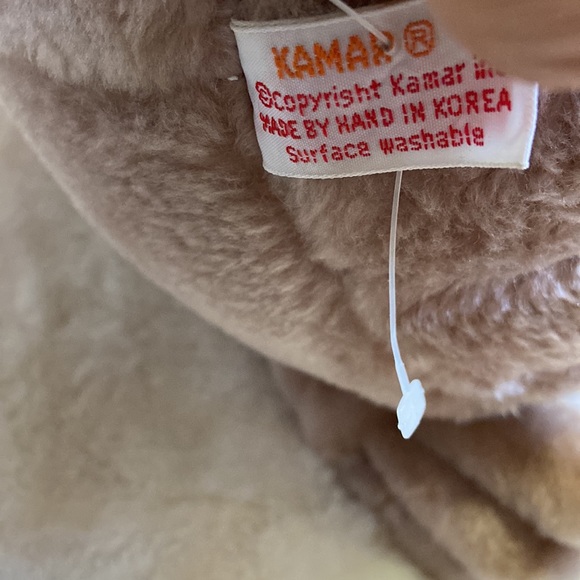 KAMAR®
©Copyright Kamar
MADE BY HAND IN KOREA
Surface washable